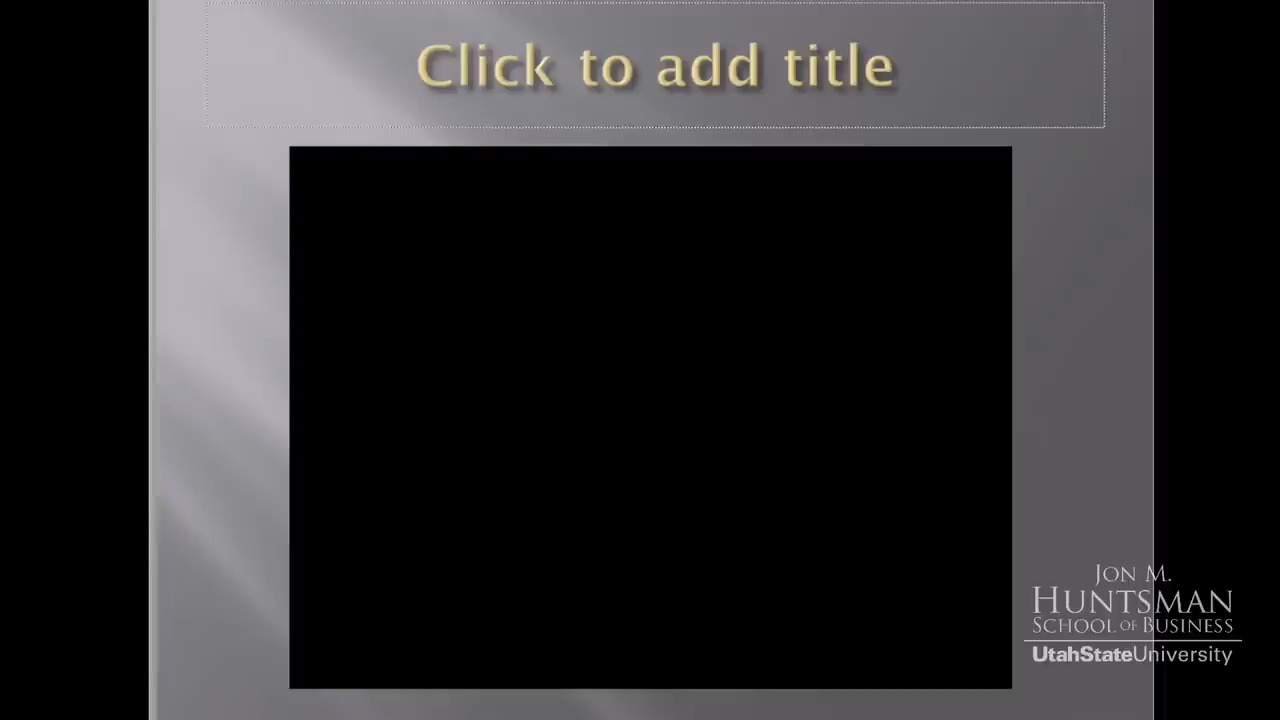 Click to add title
JON M.
HUNTSMAN
SCHOOL OF BUSINESS
UtahStateUniversity